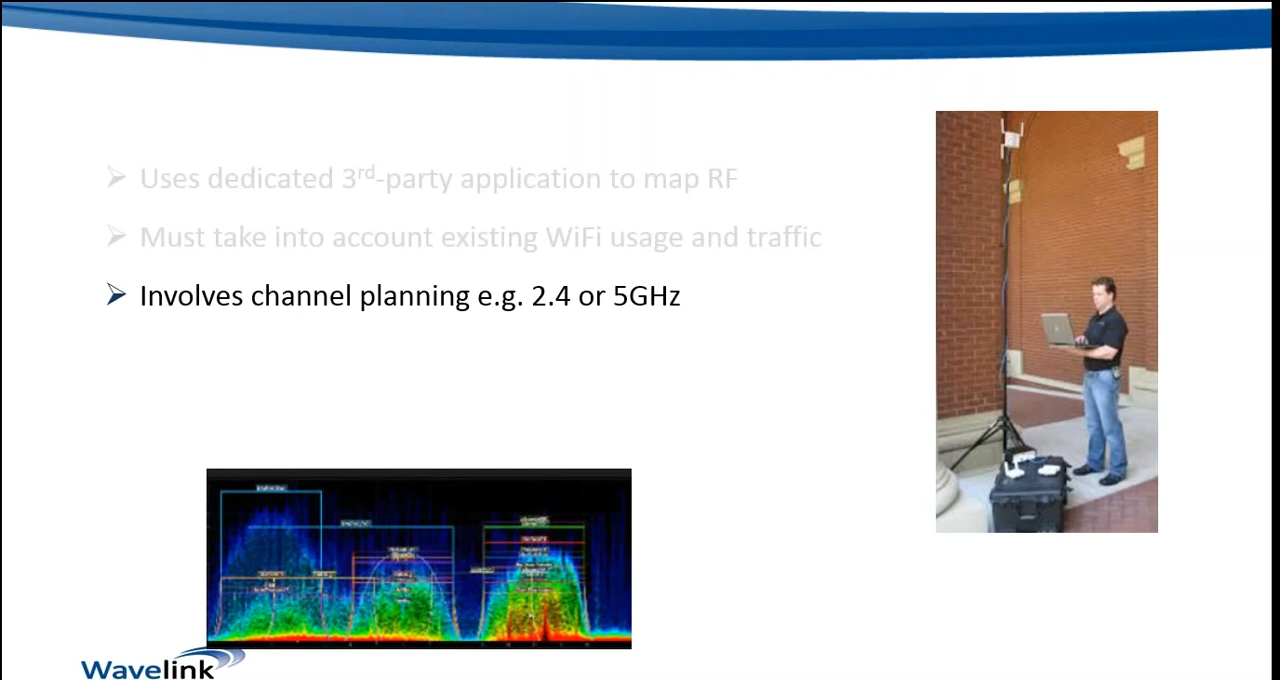 Uses dedicated 3rd-party application to map RF
Must take into account existing WiFi usage and traffic
Involves channel planning e.g. 2.4 or 5GHz
Wavelink